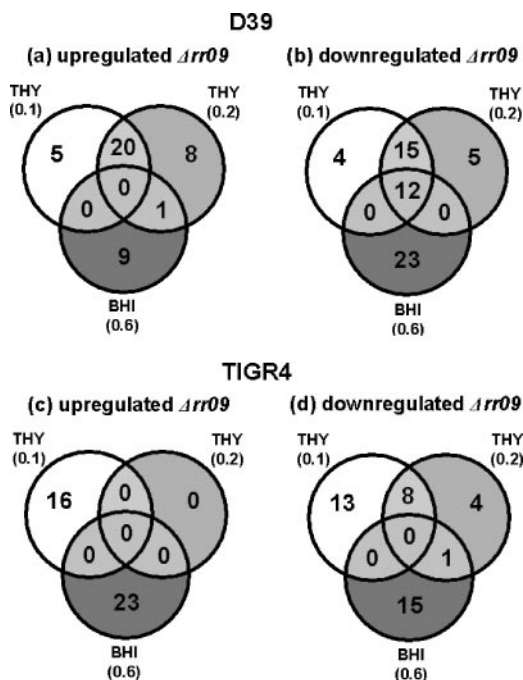 D39
(a) upregulated Δrr09
(b) downregulated Δrr09
THY
(0.1)
THY
(0.2)
THY
(0.1)
THY
(0.2)
5
20
8
0
0
1
9
BHI
(0.6)
4
15
5
12
0
0
23
BHI
(0.6)
TIGR4
(c) upregulated Δrr09
(d) downregulated Δrr09
THY
(0.1)
THY
(0.2)
THY
(0.1)
THY
(0.2)
16
0
0
0
0
0
23
BHI
(0.6)
13
8
4
0
0
1
15
BHI
(0.6)